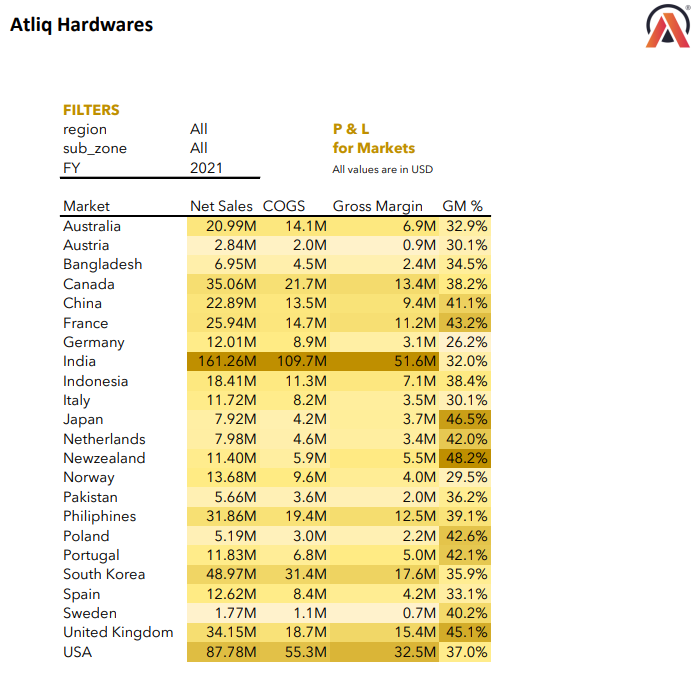 Atliq Hardwares
FILTERS
region All P & L
sub_zone All for Markets
FY 2021 All values are in USD
Market Net Sales COGS Gross Margin GM %
Australia 20.99M 14.1M 6.9M 32.9%
Austria 2.84M 2.0M 0.9M 30.1%
Bangladesh 6.95M 4.5M 2.4M 34.5%
Canada 35.06M 21.7M 13.4M 38.2%
China 22.89M 13.5M 9.4M 41.1%
France 25.94M 14.7M 11.2M 43.2%
Germany 12.01M 8.9M 3.1M 26.2%
India 161.26M 109.7M 51.6M 32.0%
Indonesia 18.41M 11.3M 7.1M 38.4%
Italy 11.72M 8.2M 3.5M 30.1%
Japan 7.92M 4.2M 3.7M 46.5%
Netherlands 7.98M 4.6M 3.4M 42.0%
Newzealand 11.40M 5.9M 5.5M 48.2%
Norway 13.68M 9.6M 4.0M 29.5%
Pakistan 5.66M 3.6M 2.0M 36.2%
Philiphines 31.86M 19.4M 12.5M 39.1%
Poland 5.19M 3.0M 2.2M 42.6%
Portugal 11.83M 6.8M 5.0M 42.1%
South Korea 48.97M 31.4M 17.6M 35.9%
Spain 12.62M 8.4M 4.2M 33.1%
Sweden 1.77M 1.1M 0.7M 40.2%
United Kingdom 34.15M 18.7M 15.4M 45.1%
USA 87.78M 55.3M 32.5M 37.0%